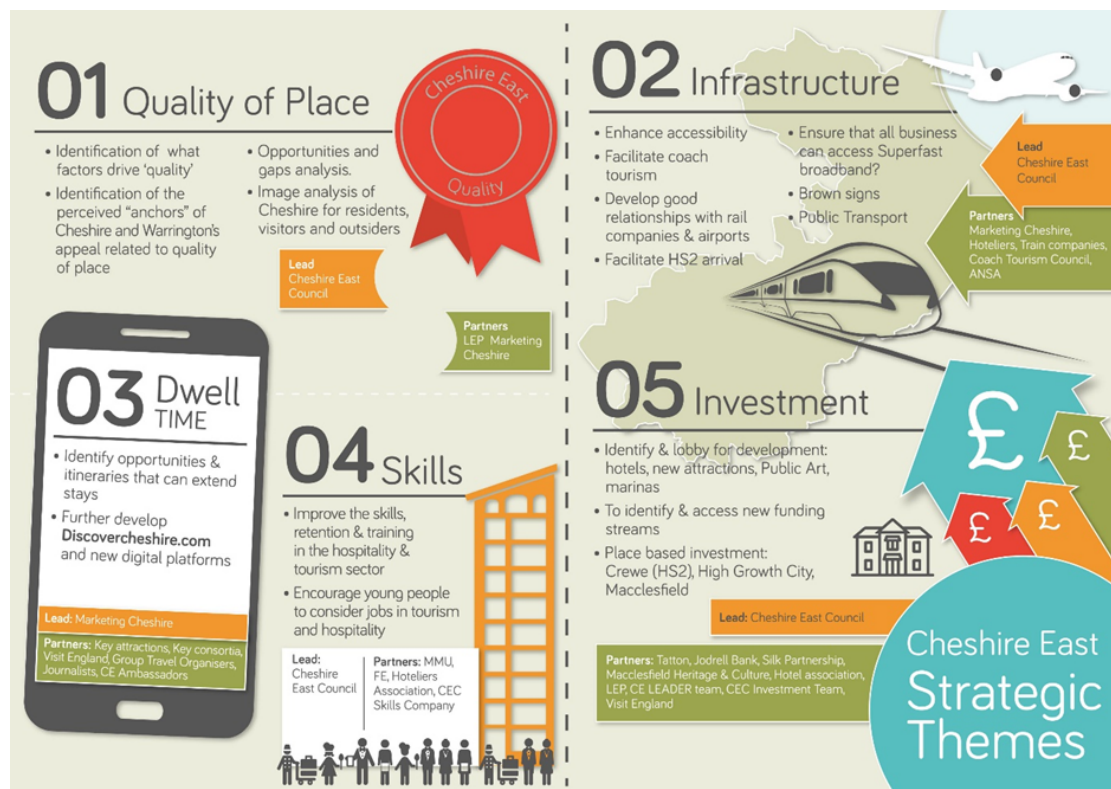 01 Quality of Place
• Identification of what
factors drive ‘quality’
• Identification of the
perceived “anchors” of
Cheshire and Warrington's
appeal related to quality
of place
• Opportunities and
gaps analysis.
• Image analysis of
Cheshire for residents,
visitors and outsiders
Cheshire East
Quality
Lead
Cheshire East
Council
Partners
LEP Marketing
Cheshire
02 Infrastructure
• Enhance accessibility
• Facilitate coach
tourism
• Develop good
relationships with rail
companies & airports
• Facilitate HS2 arrival
• Ensure that all business
can access Superfast
broadband?
• Brown signs
• Public Transport
Lead
Cheshire East
Council
Partners
Marketing Cheshire,
Hoteliers, Train companies,
Coach Tourism Council,
ANSA
03 Dwell
TIME
• Identify opportunities &
itineraries that can extend
stays
• Further develop
Discovercheshire.com
and new digital platforms
Lead: Marketing Cheshire
Partners: Key attractions, Key consortia,
Visit England, Group Travel Organisers,
Journalists, CE Ambassadors
04 Skills
• Improve the skills,
retention & training
in the hospitality &
tourism sector
• Encourage young people
to consider jobs in tourism
and hospitality
Lead:
Cheshire
East Council
Partners: MMU,
FE, Hoteliers
Association, CEC
Skills Company
05 Investment
• Identify & lobby for development:
hotels, new attractions, Public Art,
marinas
• To identify & access new funding
streams
• Place based investment:
Crewe (HS2), High Growth City,
Macclesfield
Lead: Cheshire East Council
Partners: Tatton, Jodrell Bank, Silk Partnership,
Macclesfield Heritage & Culture, Hotel association,
LEP, CE LEADER team, CEC Investment Team,
Visit England
£
£
£
£
Cheshire East
Strategic
Themes